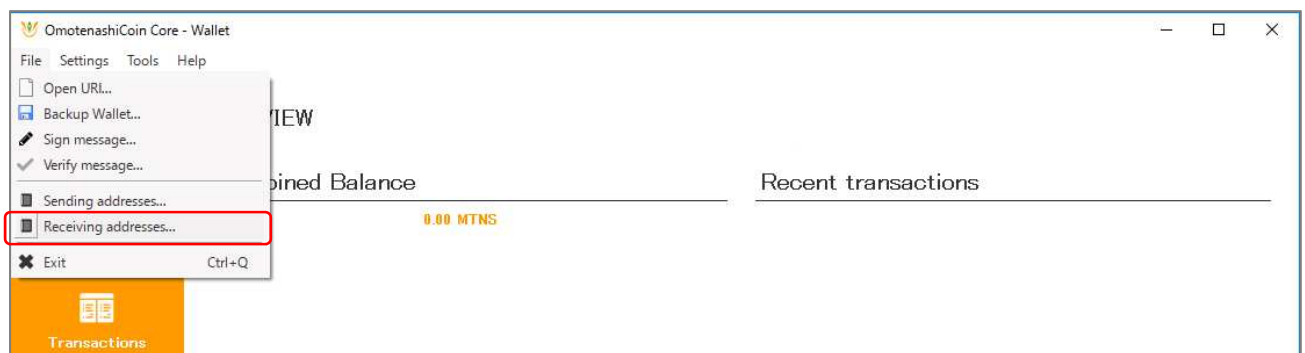 OmotenashiCoin Core - Wallet
File Settings Tools Help
Open URI...
Backup Wallet...
Sign message...
Verify message...
Sending addresses...
Receiving addresses...
Exit Ctrl+Q
VIEW
bined Balance
0.00 MTNS
Recent transactions
Transactions